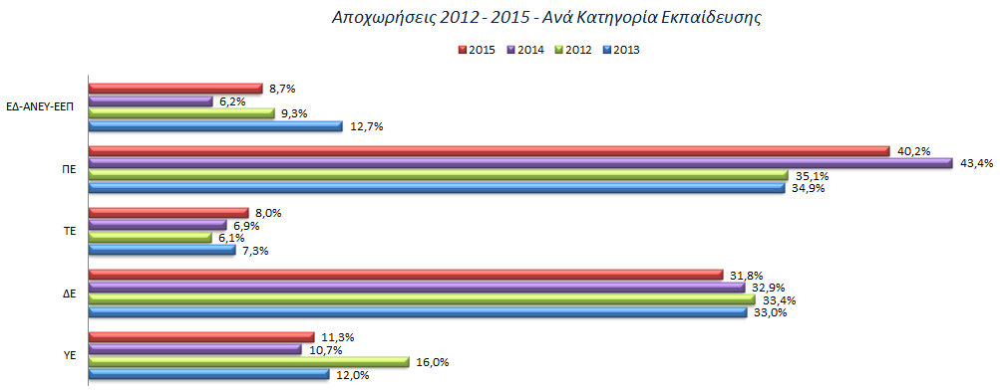 Αποχωρήσεις 2012 - 2015 - Ανά Κατηγορία Εκπαίδευσης
2015 2014 2012 2013
ΕΔ-ΑΝΕΥ-ΕΕΠ
8,7%
6,2%
9,3%
12,7%
ΠΕ
40,2%
43,4%
35,1%
34,9%
ΤΕ
8,0%
6,9%
6,1%
7,3%
ΔΕ
31,8%
32,9%
33,4%
33,0%
ΥΕ
11,3%
10,7%
16,0%
12,0%